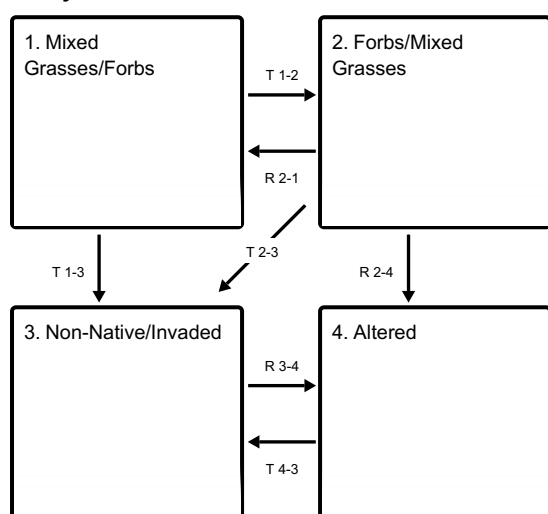 1. Mixed
Grasses/Forbs
2. Forbs/Mixed
Grasses
T 1-2
R 2-1
T 2-3
T 1-3
R 2-4
3. Non-Native/Invaded
4. Altered
R 3-4
T 4-3